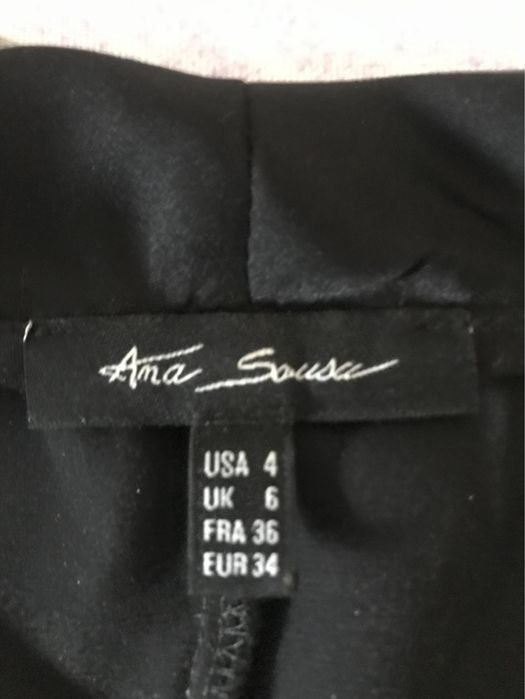 Ana Sousa
USA 4
UK 6
FRA 36
EUR 34